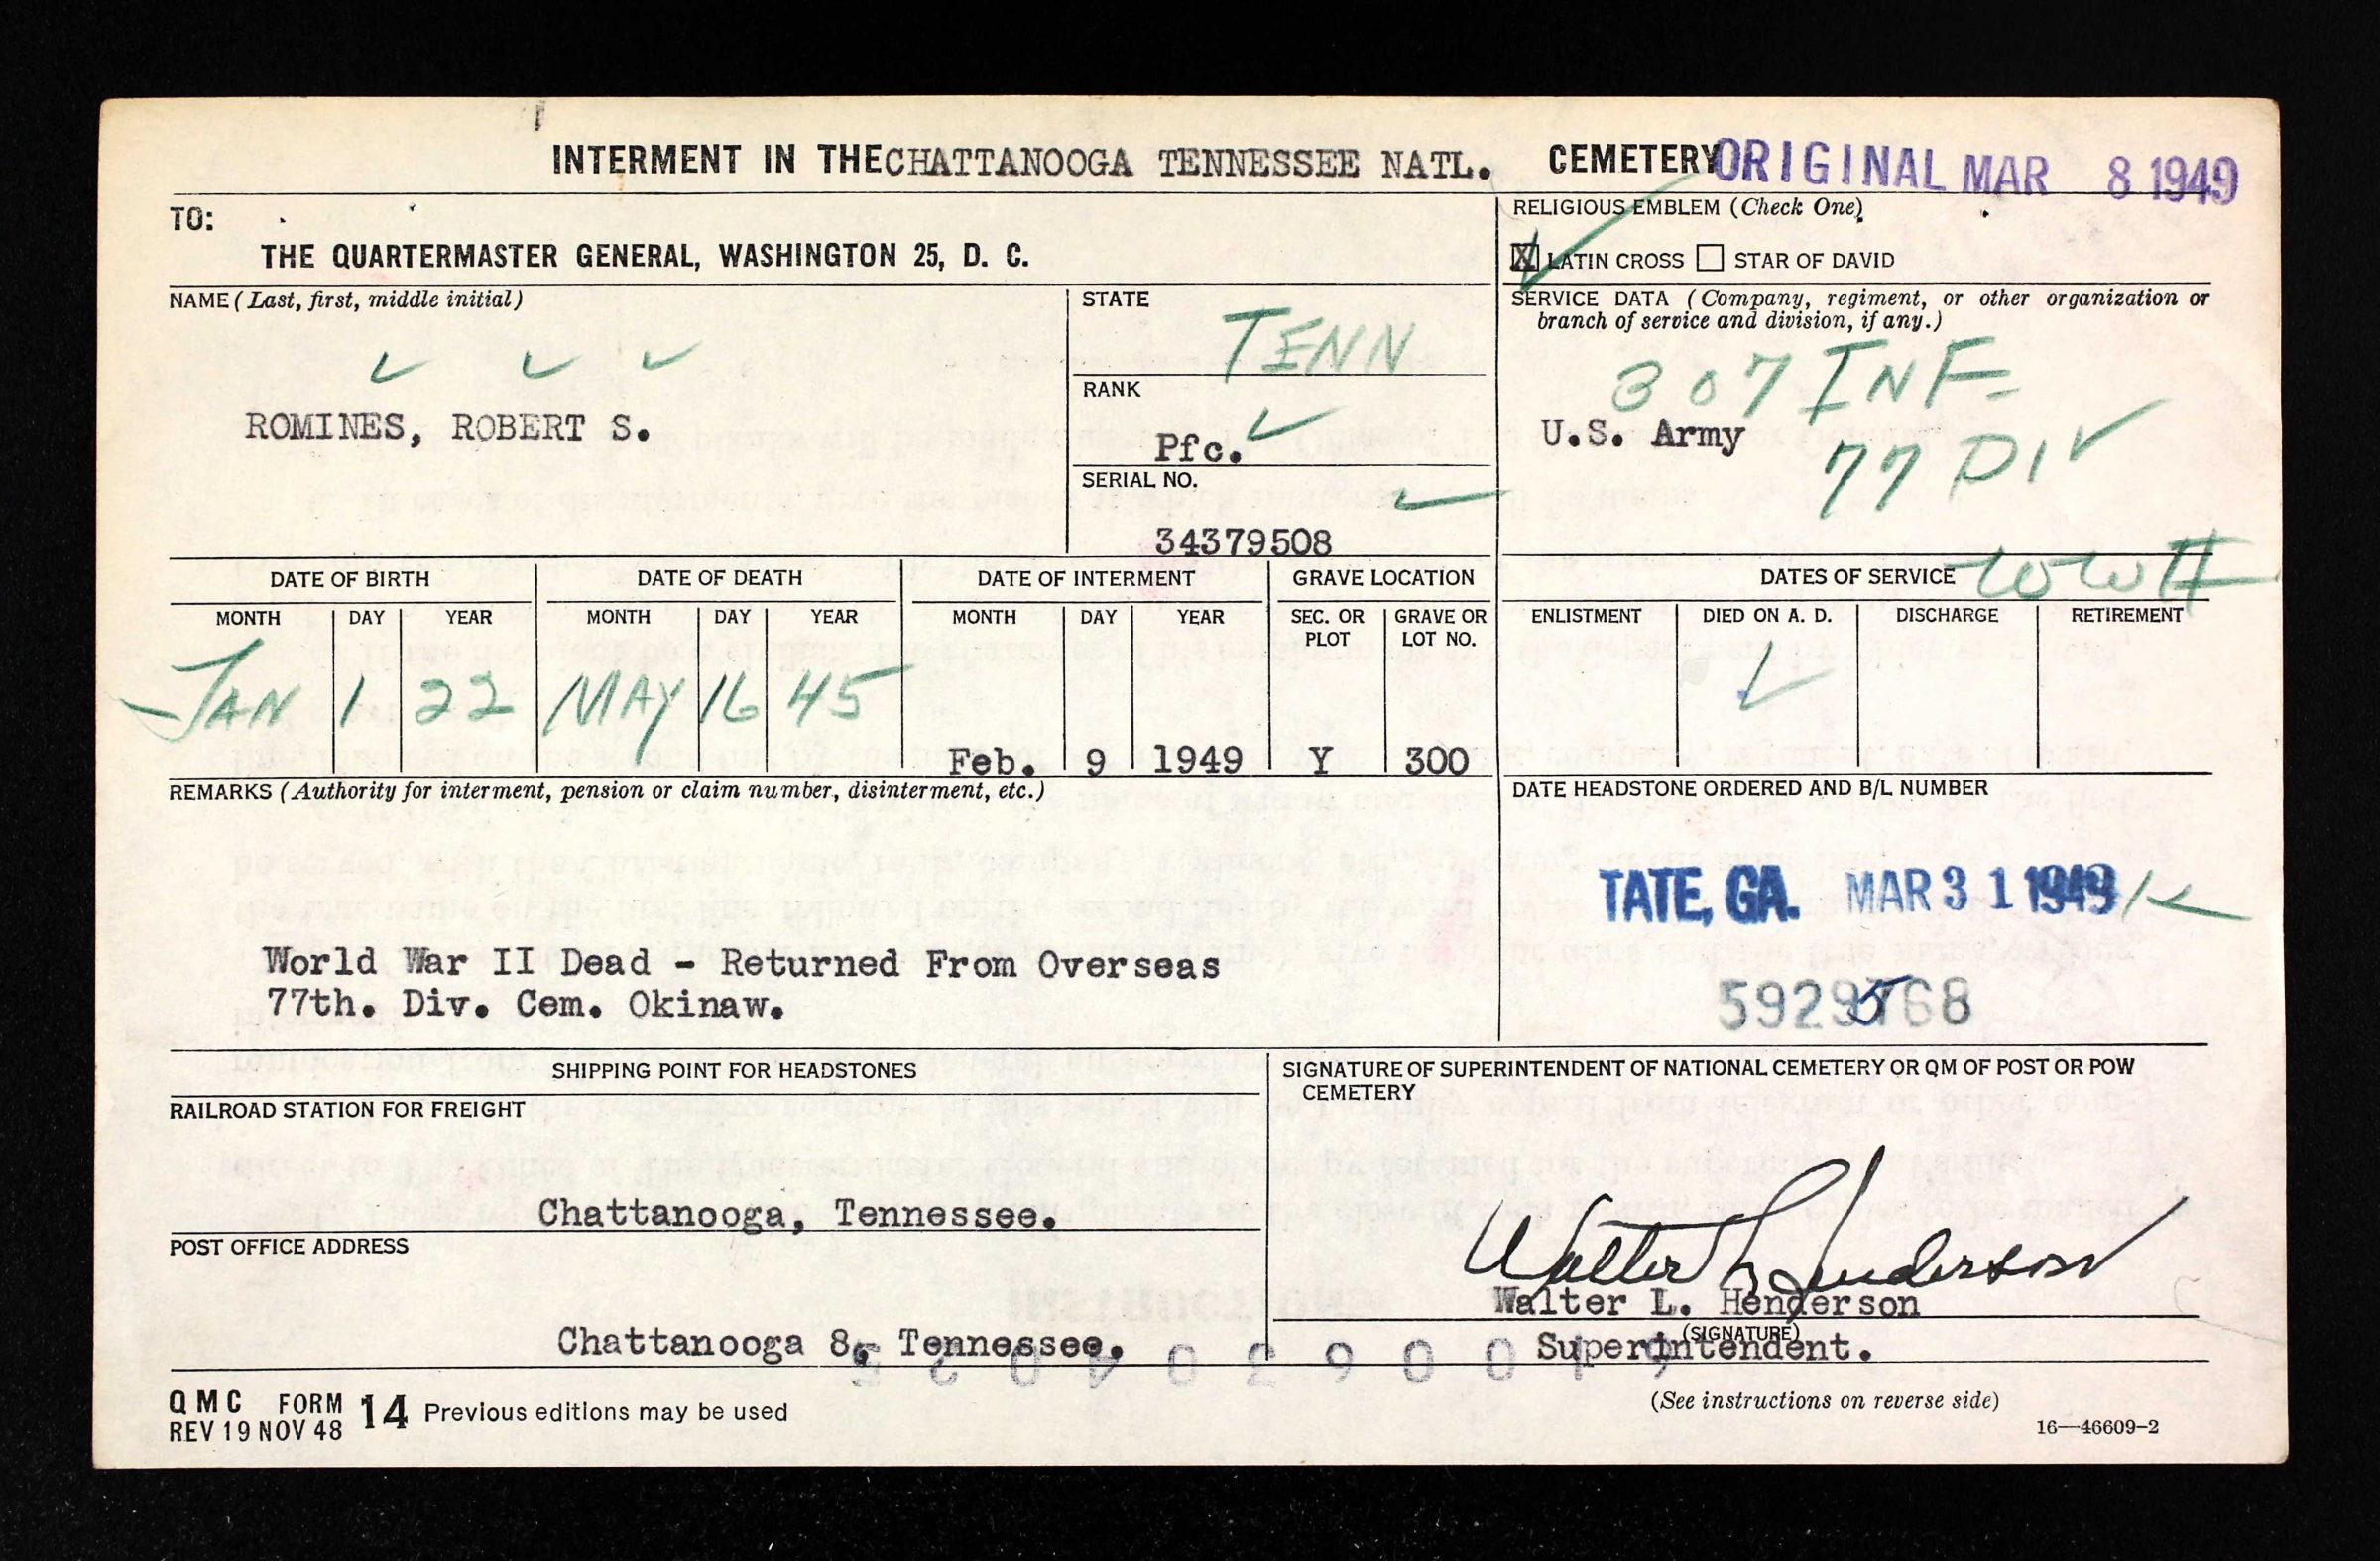 INTERMENT IN THE CHATTANOOGA TENNESSEE NATL. CEMETERY ORIGINAL MAR 8 1949
TO:
THE QUARTERMASTER GENERAL, WASHINGTON 25, D. C.
RELIGIOUS EMBLEM (Check One)
X LATIN CROSS STAR OF DAVID
NAME (Last, first, middle initial)
ROMINES, ROBERT S.
STATE
TENN
RANK
Pfc.
SERIAL NO.
34379508
SERVICE DATA (Company, regiment, or other organization or
branch of service and division, if any.)
307 INF.
U.S. Army
77 DIV
DATE OF BIRTH DATE OF DEATH DATE OF INTERMENT GRAVE LOCATION
MONTH DAY YEAR MONTH DAY YEAR MONTH DAY YEAR SEC. OR PLOT GRAVE OR LOT NO.
JAN 1 22 MAY 16 45 Feb. 9 1949 Y 300
DATES OF SERVICE WW II
ENLISTMENT DIED ON A. D. DISCHARGE RETIREMENT
REMARKS (Authority for interment, pension or claim number, disinterment, etc.)
World War II Dead - Returned From Overseas
77th. Div. Cem. Okinaw.
DATE HEADSTONE ORDERED AND B/L NUMBER
TATE, GA. MAR 31 1949
SHIPPING POINT FOR HEADSTONES
RAILROAD STATION FOR FREIGHT
Chattanooga, Tennessee.
POST OFFICE ADDRESS
Chattanooga 8, Tennessee.
SIGNATURE OF SUPERINTENDENT OF NATIONAL CEMETERY OR QM OF POST OR POW
CEMETERY
Walter L Henderson
Walter L. Henderson
(SIGNATURE)
Superintendent.
QMC FORM 14 Previous editions may be used
REV 19 NOV 48
(See instructions on reverse side)
16—46609-2